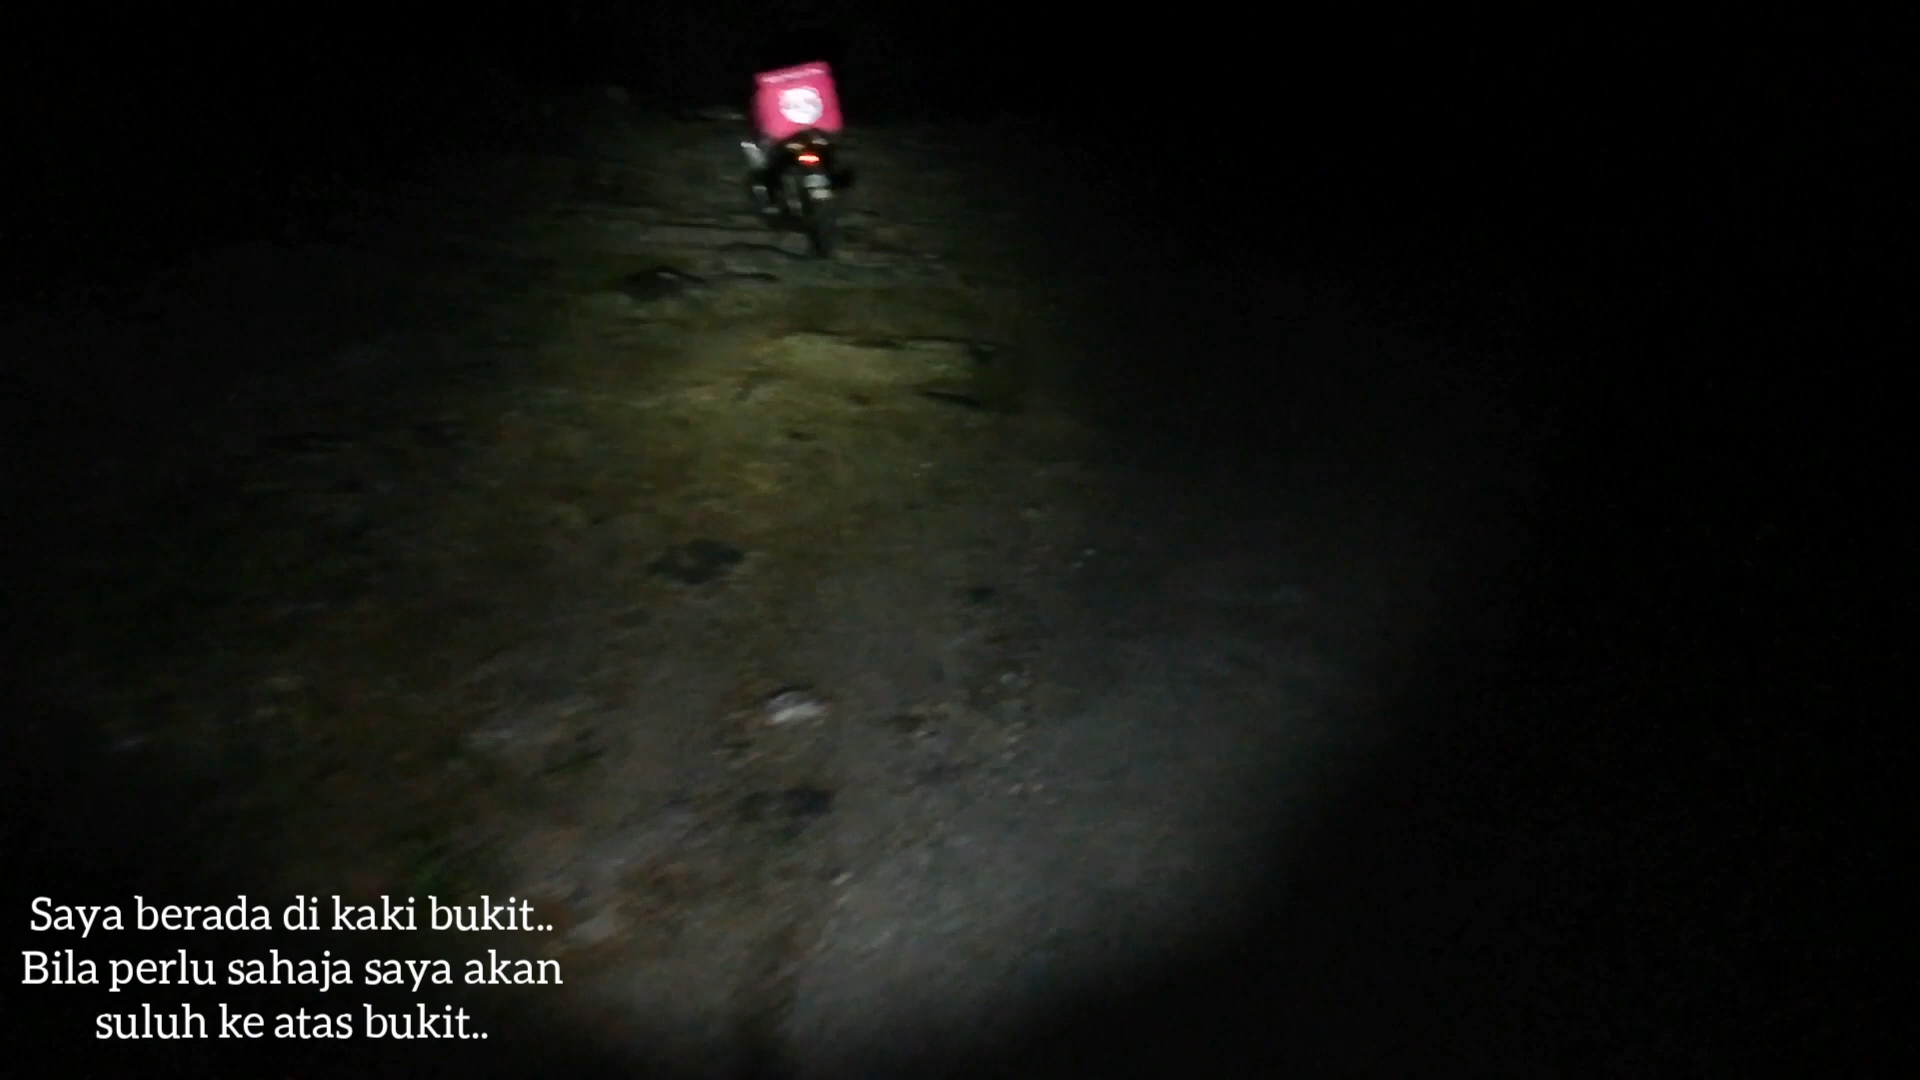 Saya berada di kaki bukit..
Bila perlu sahaja saya akan
suluh ke atas bukit..